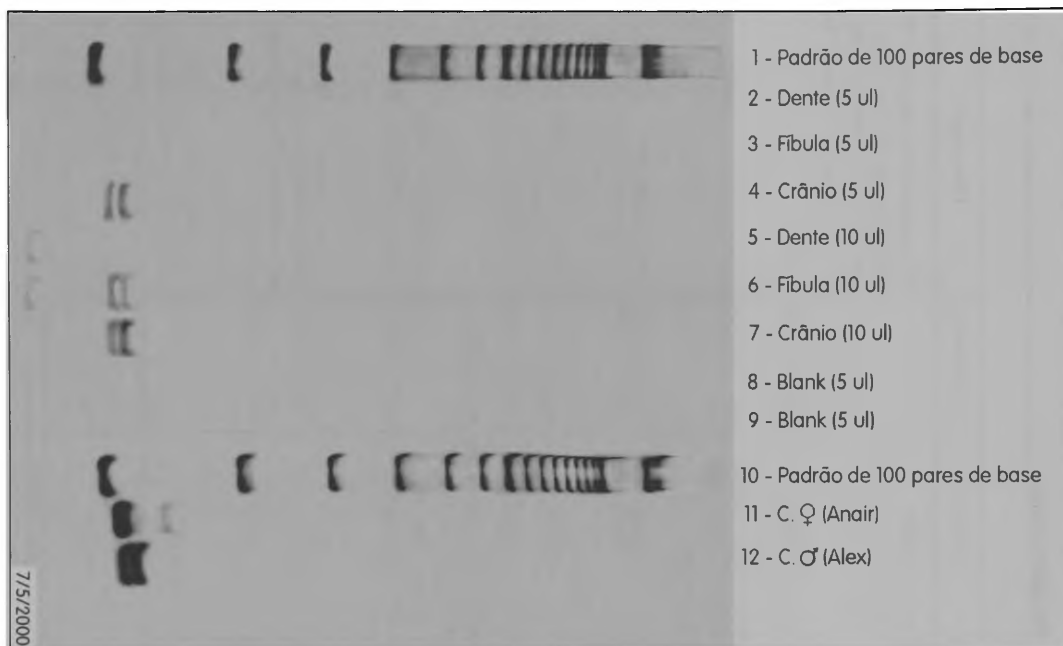 1 - Padrão de 100 pares de base
2 - Dente (5 ul)
3 - Fíbula (5 ul)
4 - Crânio (5 ul)
5 - Dente (10 ul)
6 - Fíbula (10 ul)
7 - Crânio (10 ul)
8 - Blank (5 ul)
9 - Blank (5 ul)
10 - Padrão de 100 pares de base
11 - C. ♀ (Anair)
12 - C. ♂ (Alex)
7/5/2000